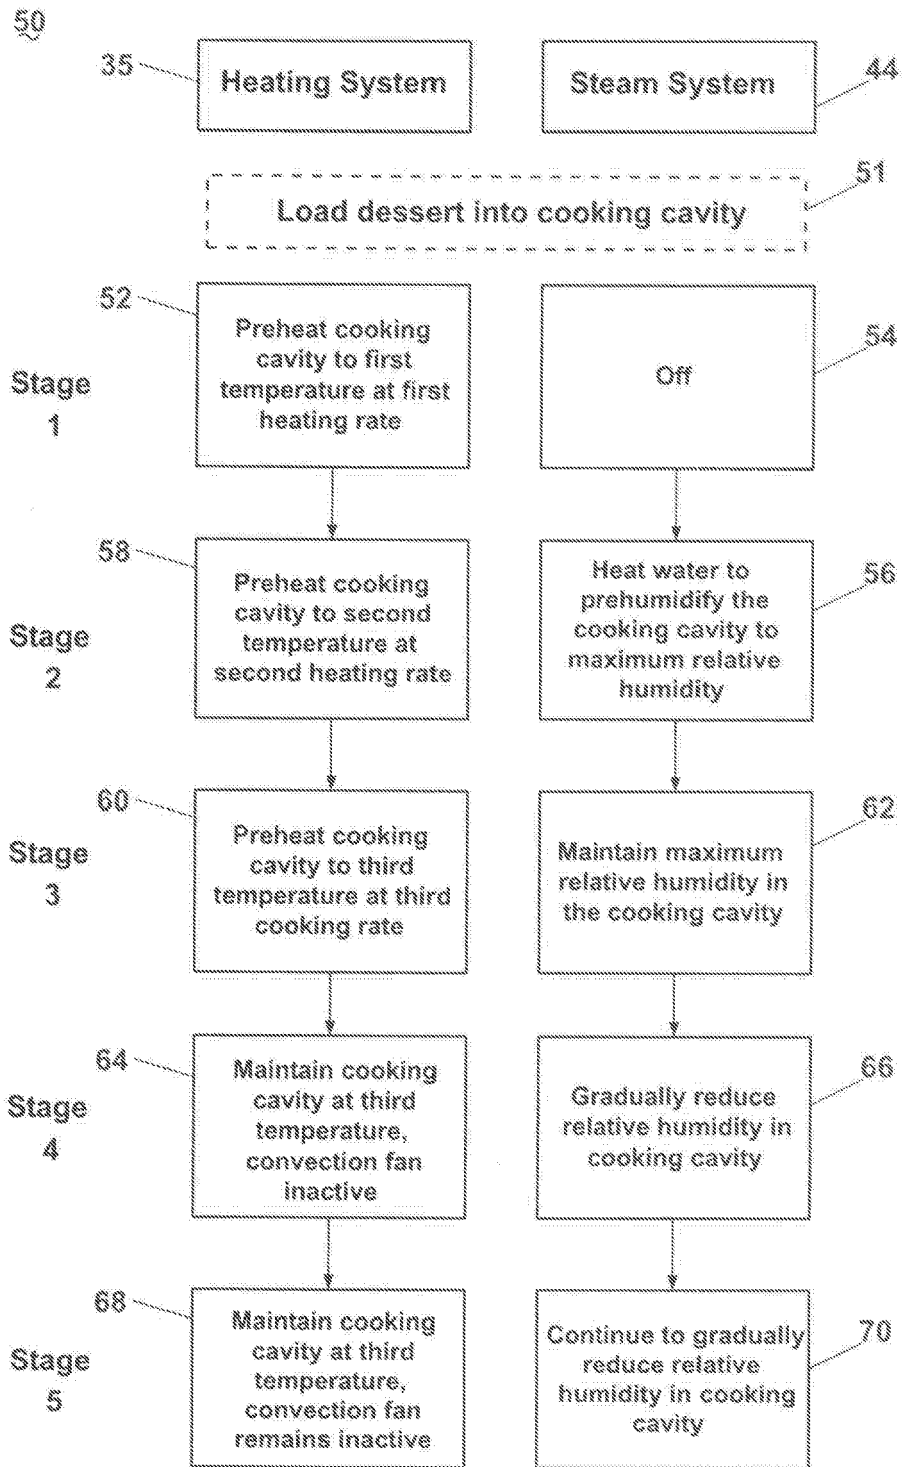 50
35
Heating System
Steam System
44
51
Load dessert into cooking cavity
52
Preheat cooking
cavity to first
temperature at first
heating rate
Off
54
Stage
1
58
Preheat cooking
cavity to second
temperature at
second heating rate
Heat water to
prehumidify the
cooking cavity to
maximum relative
humidity
56
Stage
2
60
Preheat cooking
cavity to third
temperature at third
cooking rate
Maintain maximum
relative humidity in
the cooking cavity
62
Stage
3
64
Maintain cooking
cavity at third
temperature,
convection fan
inactive
Gradually reduce
relative humidity in
cooking cavity
66
Stage
4
68
Maintain cooking
cavity at third
temperature,
convection fan
remains inactive
Continue to gradually
reduce relative
humidity in cooking
cavity
70
Stage
5